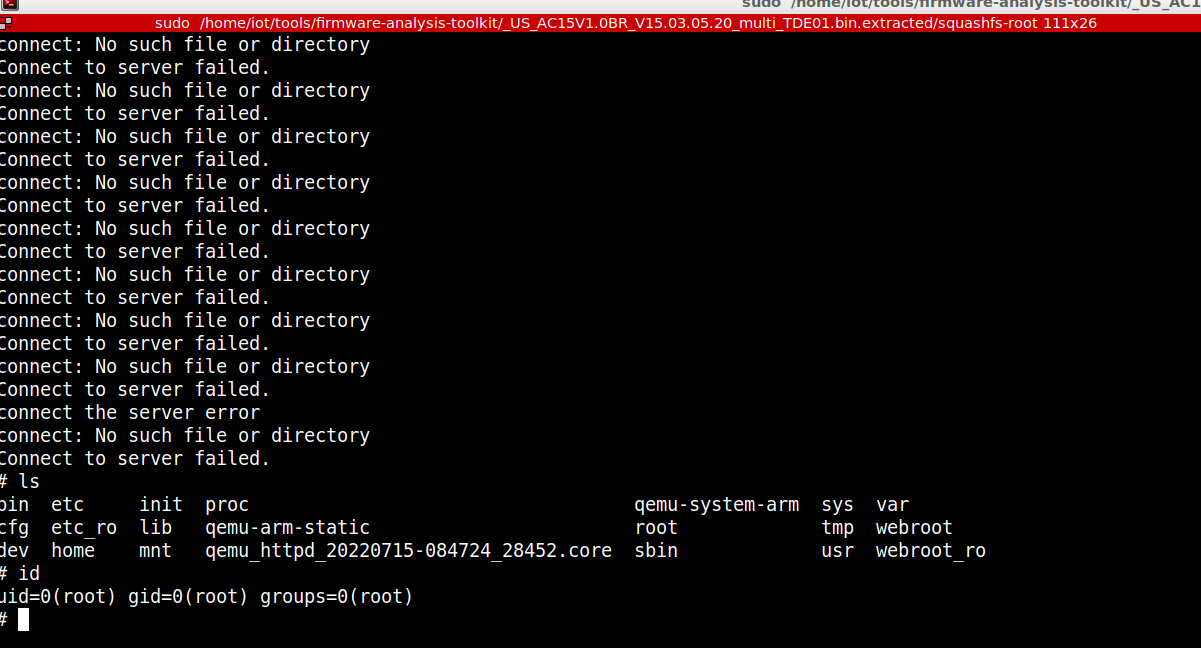 sudo /home/iot/tools/firmware-analysis-toolkit/_US_AC1
sudo /home/iot/tools/firmware-analysis-toolkit/_US_AC15V1.0BR_V15.03.05.20_multi_TDE01.bin.extracted/squashfs-root 111x26
connect: No such file or directory
Connect to server failed.
connect: No such file or directory
Connect to server failed.
connect: No such file or directory
Connect to server failed.
connect: No such file or directory
Connect to server failed.
connect: No such file or directory
Connect to server failed.
connect: No such file or directory
Connect to server failed.
connect: No such file or directory
Connect to server failed.
connect: No such file or directory
Connect to server failed.
connect the server error
connect: No such file or directory
Connect to server failed.
# ls
bin etc init proc qemu-system-arm sys var
cfg etc_ro lib qemu-arm-static root tmp webroot
dev home mnt qemu_httpd_20220715-084724_28452.core sbin usr webroot_ro
# id
uid=0(root) gid=0(root) groups=0(root)
#